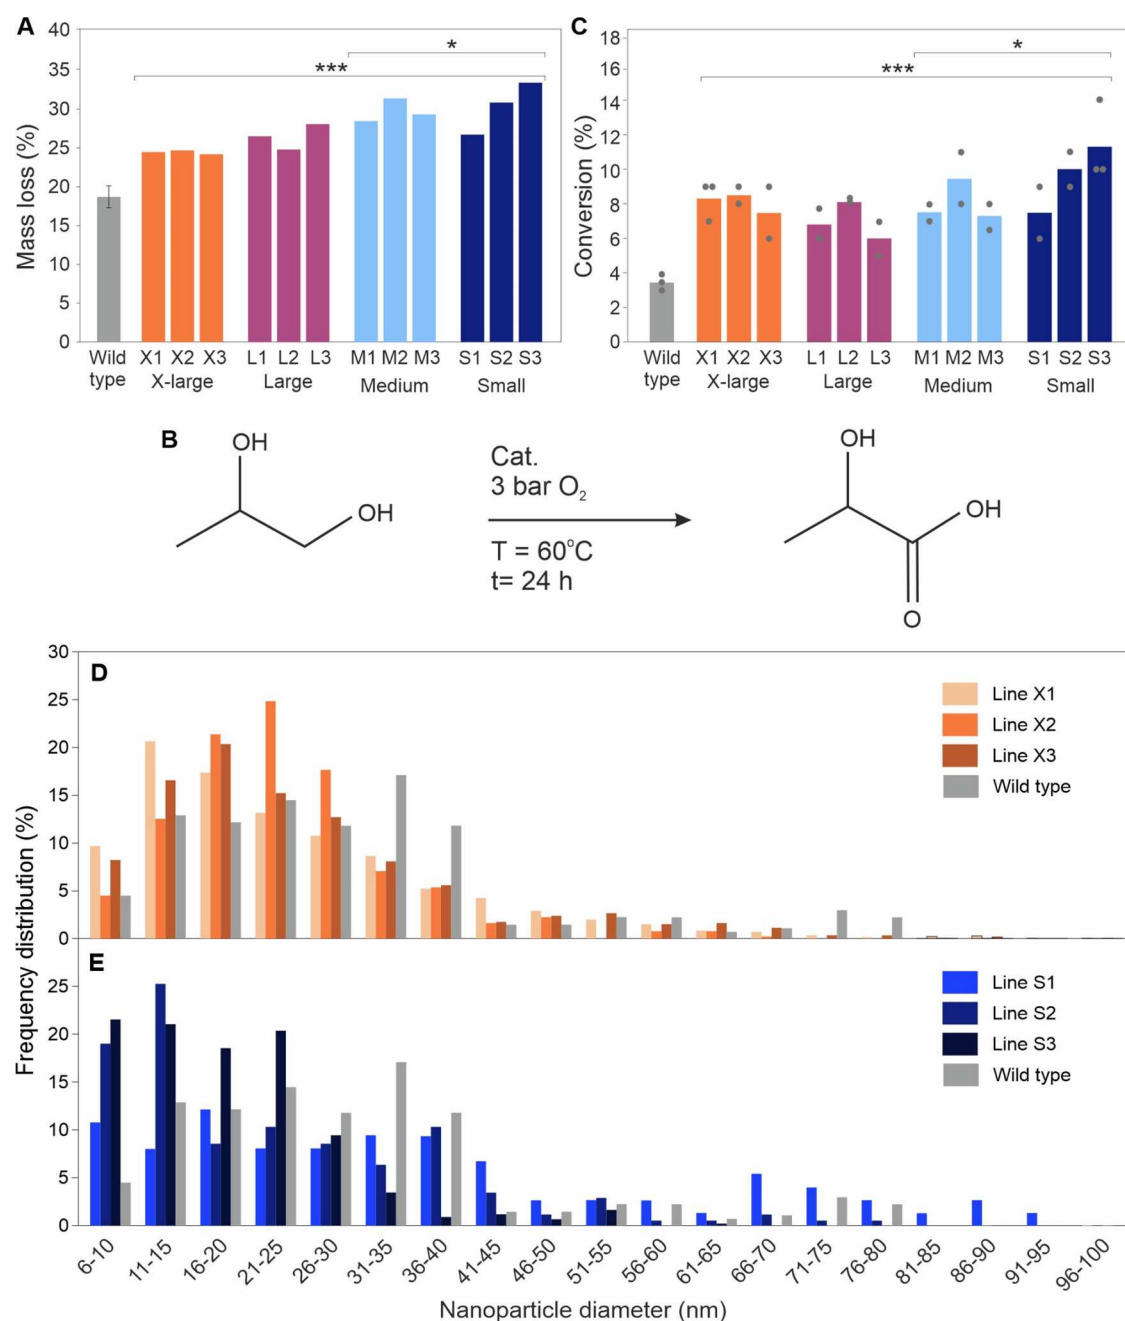 A
40
35
30
25
20
15
10
5
0
Mass loss (%)
*
***
Wild type
X1 X2 X3
X-large
L1 L2 L3
Large
M1 M2 M3
Medium
S1 S2 S3
Small
C
18
16
14
12
10
8
6
4
2
0
Conversion (%)
*
***
Wild type
X1 X2 X3
X-large
L1 L2 L3
Large
M1 M2 M3
Medium
S1 S2 S3
Small
B
OH
OH
Cat.
3 bar O2
T = 60°C
t= 24 h
OH
OH
O
D
30
25
20
15
10
5
0
Line X1
Line X2
Line X3
Wild type
Frequency distribution (%)
E
25
20
15
10
5
0
Line S1
Line S2
Line S3
Wild type
6-10 11-15 16-20 21-25 26-30 31-35 36-40 41-45 46-50 51-55 56-60 61-65 66-70 71-75 76-80 81-85 86-90 91-95 96-100
Nanoparticle diameter (nm)